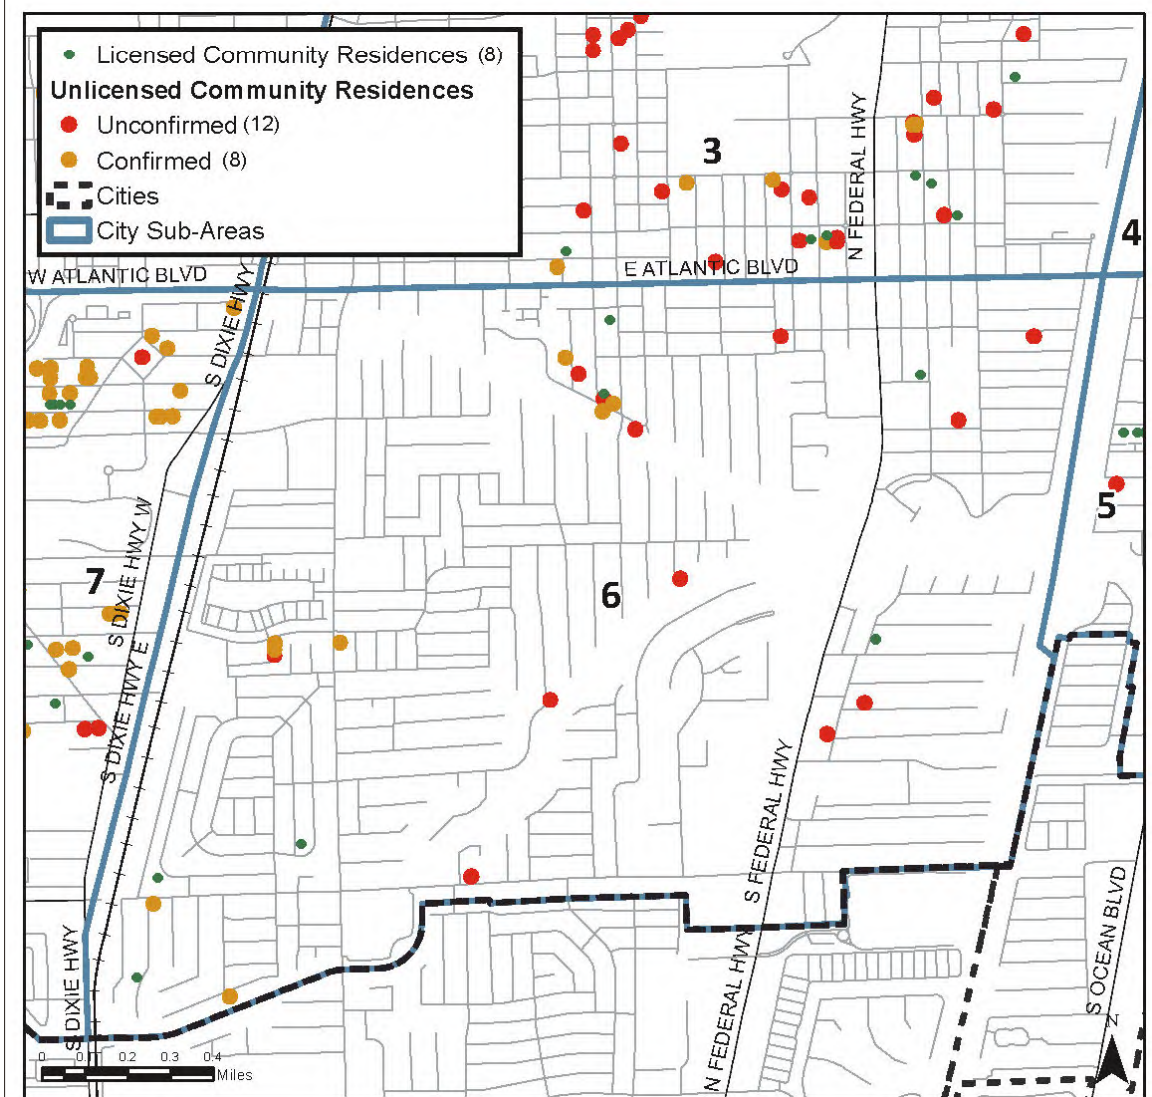 Licensed Community Residences (8)
Unlicensed Community Residences
Unconfirmed (12)
Confirmed (8)
Cities
City Sub-Areas
3
N FEDERAL HWY
4
W ATLANTIC BLVD
E ATLANTIC BLVD
S DIXIE HWY
5
7
S DIXIE HWY W
6
S DIXIE HWY E
S FEDERAL HWY
S OCEAN BLVD
S DIXIE HWY
N FEDERAL HWY
N FEDERAL HWY
N
0 0.1 0.2 0.3 0.4
Miles